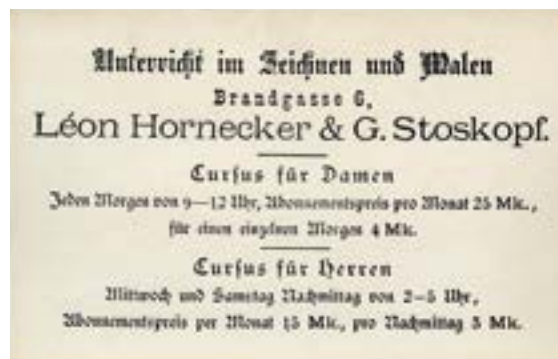 Unterricht im Zeichnen und Malen
Brandgasse 6,
Léon Hornecker & G. Stoskopf.
Cursus für Damen
Jeden Morgen von 9—12 Uhr, Abonnementspreis pro Monat 25 Mk.,
für einen einzelnen Morgen 4 Mk.
Cursus für Herren
Mittwoch und Samstag Nachmittag von 2—5 Uhr,
Abonnementspreis per Monat 15 Mk., pro Nachmittag 3 Mk.